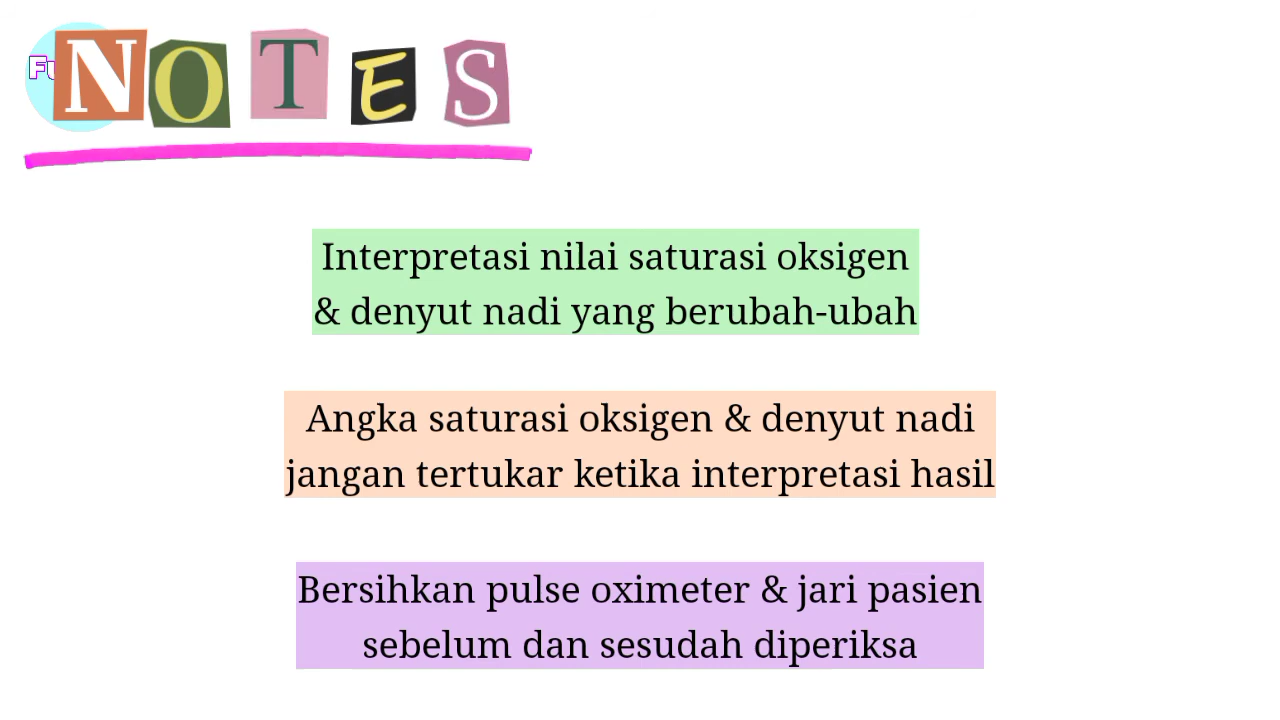 NOTES
Interpretasi nilai saturasi oksigen
& denyut nadi yang berubah-ubah
Angka saturasi oksigen & denyut nadi
jangan tertukar ketika interpretasi hasil
Bersihkan pulse oximeter & jari pasien
sebelum dan sesudah diperiksa